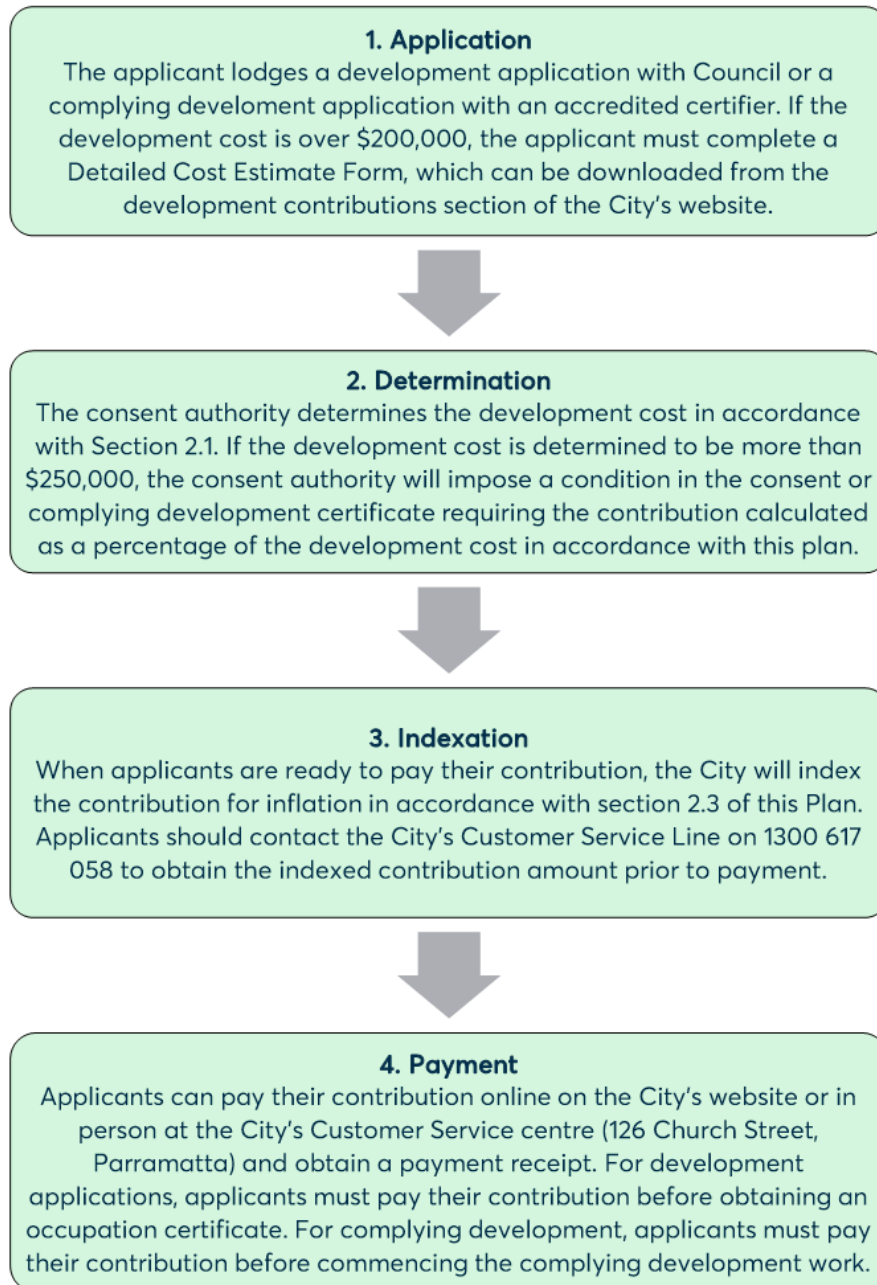 1. Application
The applicant lodges a development application with Council or a
complying develoment application with an accredited certifier. If the
development cost is over $200,000, the applicant must complete a
Detailed Cost Estimate Form, which can be downloaded from the
development contributions section of the City's website.
2. Determination
The consent authority determines the development cost in accordance
with Section 2.1. If the development cost is determined to be more than
$250,000, the consent authority will impose a condition in the consent or
complying development certificate requiring the contribution calculated
as a percentage of the development cost in accordance with this plan.
3. Indexation
When applicants are ready to pay their contribution, the City will index
the contribution for inflation in accordance with section 2.3 of this Plan.
Applicants should contact the City's Customer Service Line on 1300 617
058 to obtain the indexed contribution amount prior to payment.
4. Payment
Applicants can pay their contribution online on the City's website or in
person at the City's Customer Service centre (126 Church Street,
Parramatta) and obtain a payment receipt. For development
applications, applicants must pay their contribution before obtaining an
occupation certificate. For complying development, applicants must pay
their contribution before commencing the complying development work.